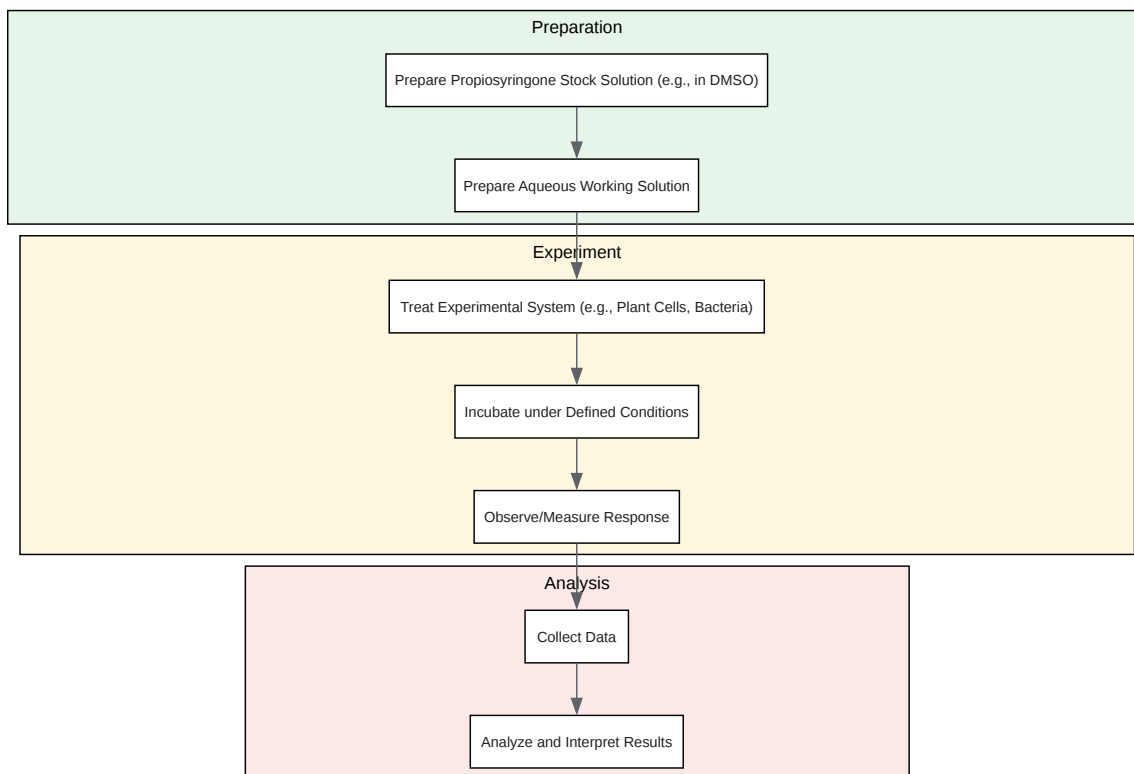 Preparation
Prepare Propiosyringone Stock Solution (e.g., in DMSO)
Prepare Aqueous Working Solution
Experiment
Treat Experimental System (e.g., Plant Cells, Bacteria)
Incubate under Defined Conditions
Observe/Measure Response
Analysis
Collect Data
Analyze and Interpret Results